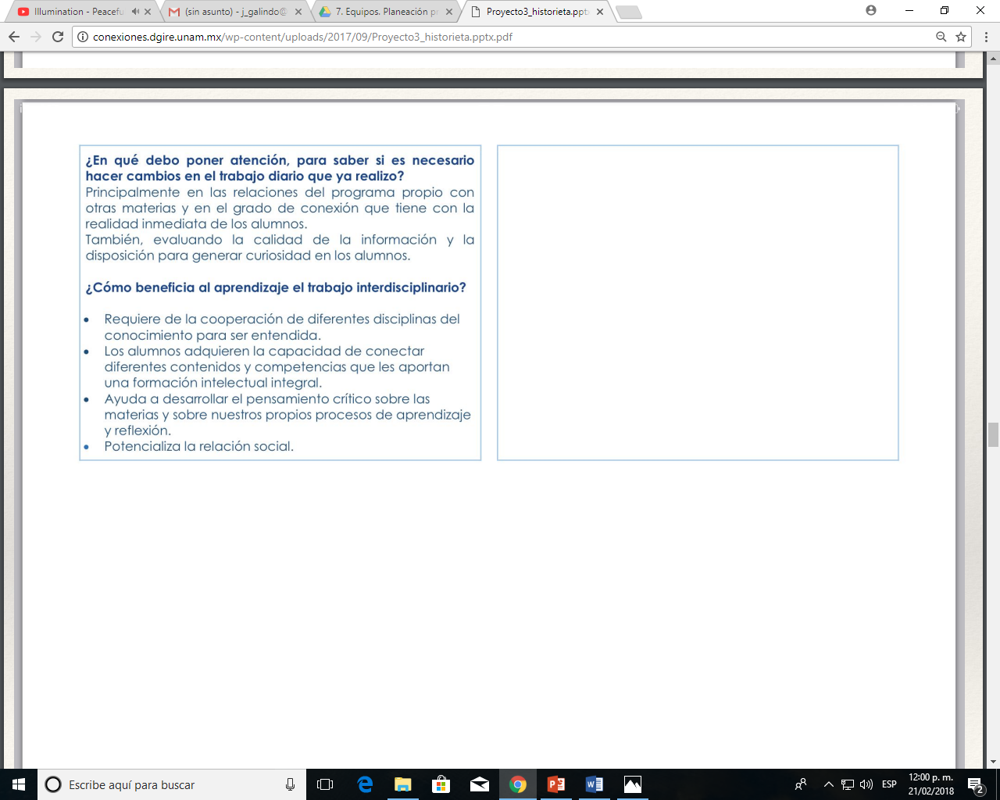 Illumination - Peacefu
(sin asunto) - j_galindo@
7. Equipos. Planeación p
Proyecto3_historieta.ppt
conexiones.dgire.unam.mx/wp-content/uploads/2017/09/Proyecto3_historieta.pptx.pdf
¿En qué debo poner atención, para saber si es necesario
hacer cambios en el trabajo diario que ya realizo?
Principalmente en las relaciones del programa propio con
otras materias y en el grado de conexión que tiene con la
realidad inmediata de los alumnos.
También, evaluando la calidad de la información y la
disposición para generar curiosidad en los alumnos.
¿Cómo beneficia al aprendizaje el trabajo interdisciplinario?
• Requiere de la cooperación de diferentes disciplinas del
conocimiento para ser entendida.
• Los alumnos adquieren la capacidad de conectar
diferentes contenidos y competencias que les aportan
una formación intelectual integral.
• Ayuda a desarrollar el pensamiento crítico sobre las
materias y sobre nuestros propios procesos de aprendizaje
y reflexión.
• Potencializa la relación social.
Escribe aquí para buscar
ESP
12:00 p. m.
21/02/2018
2